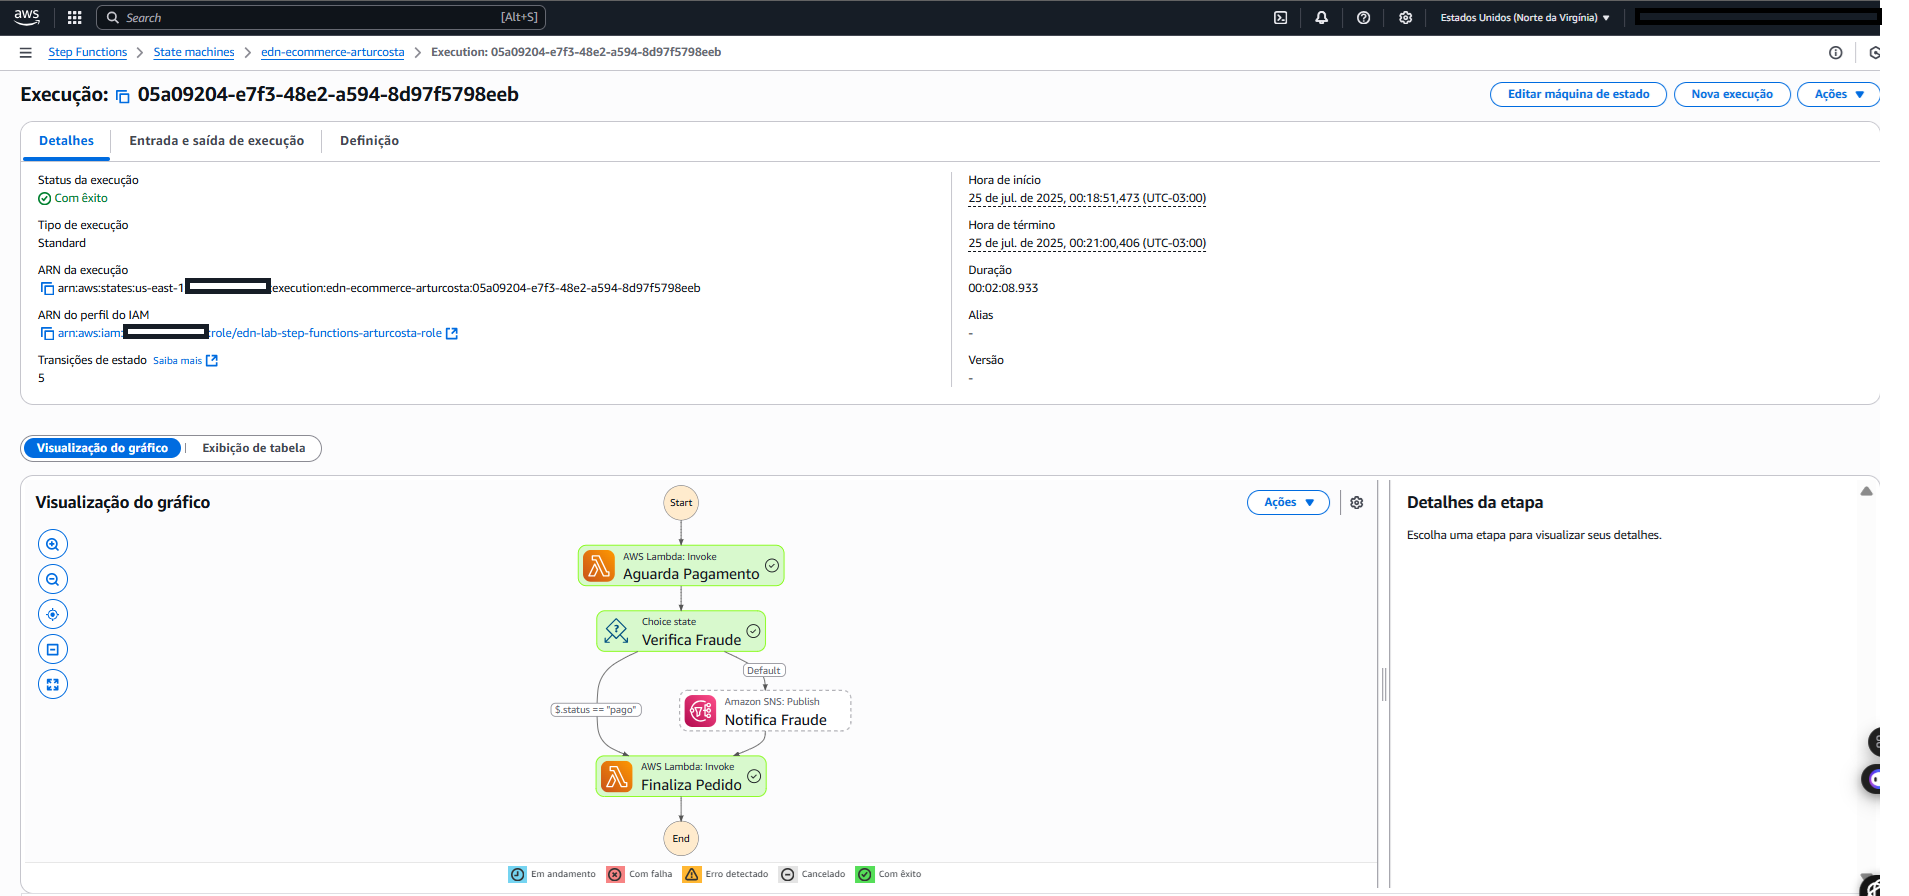 aws
Search [Alt+S]
Estados Unidos (Norte da Virgínia) ▼
Step Functions > State machines > edn-ecommerce-arturcosta > Execution: 05a09204-e7f3-48e2-a594-8d97f5798eeb
Execução: 05a09204-e7f3-48e2-a594-8d97f5798eeb
Editar máquina de estado
Nova execução
Ações ▼
Detalhes
Entrada e saída de execução
Definição
Status da execução
Com êxito
Tipo de execução
Standard
ARN da execução
arn:aws:states:us-east-1 execution:edn-ecommerce-arturcosta:05a09204-e7f3-48e2-a594-8d97f5798eeb
ARN do perfil do IAM
arn:aws:iam: :role/edn-lab-step-functions-arturcosta-role
Transições de estado Saiba mais
5
Hora de início
25 de jul. de 2025, 00:18:51,473 (UTC-03:00)
Hora de término
25 de jul. de 2025, 00:21:00,406 (UTC-03:00)
Duração
00:02:08.933
Alias
-
Versão
-
Visualização do gráfico
Exibição de tabela
Visualização do gráfico
Ações ▼
Start
AWS Lambda: Invoke
Aguarda Pagamento
Choice state
Verifica Fraude
Default
$.status == "pago"
Amazon SNS: Publish
Notifica Fraude
AWS Lambda: Invoke
Finaliza Pedido
End
Em andamento
Com falha
Erro detectado
Cancelado
Com êxito
Detalhes da etapa
Escolha uma etapa para visualizar seus detalhes.